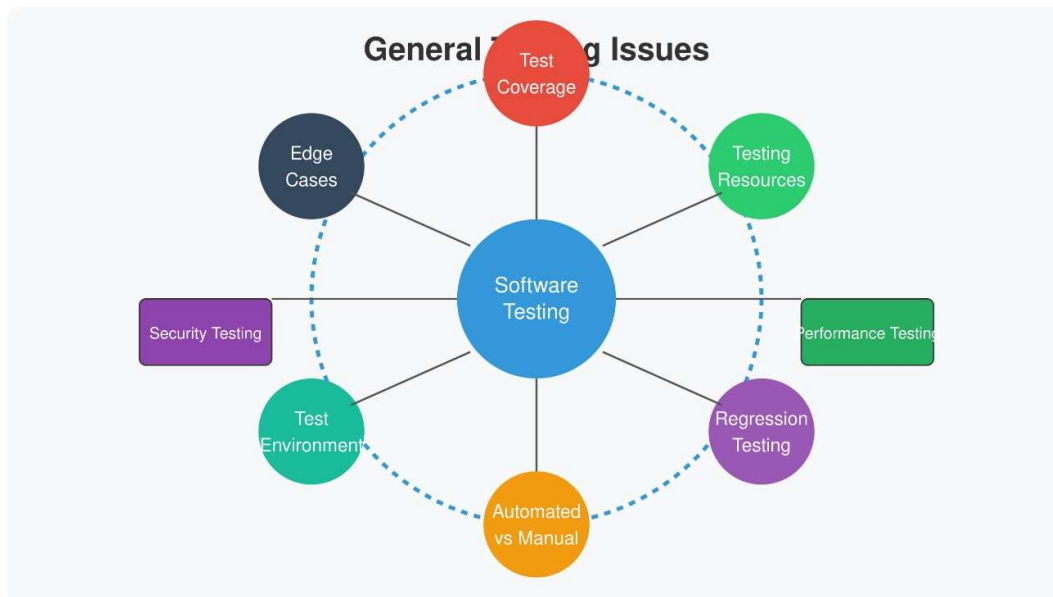 General Issues
Test
Coverage
Edge
Cases
Testing
Resources
Software
Testing
Security Testing
Performance Testing
Test
Environment
Regression
Testing
Automated
vs Manual